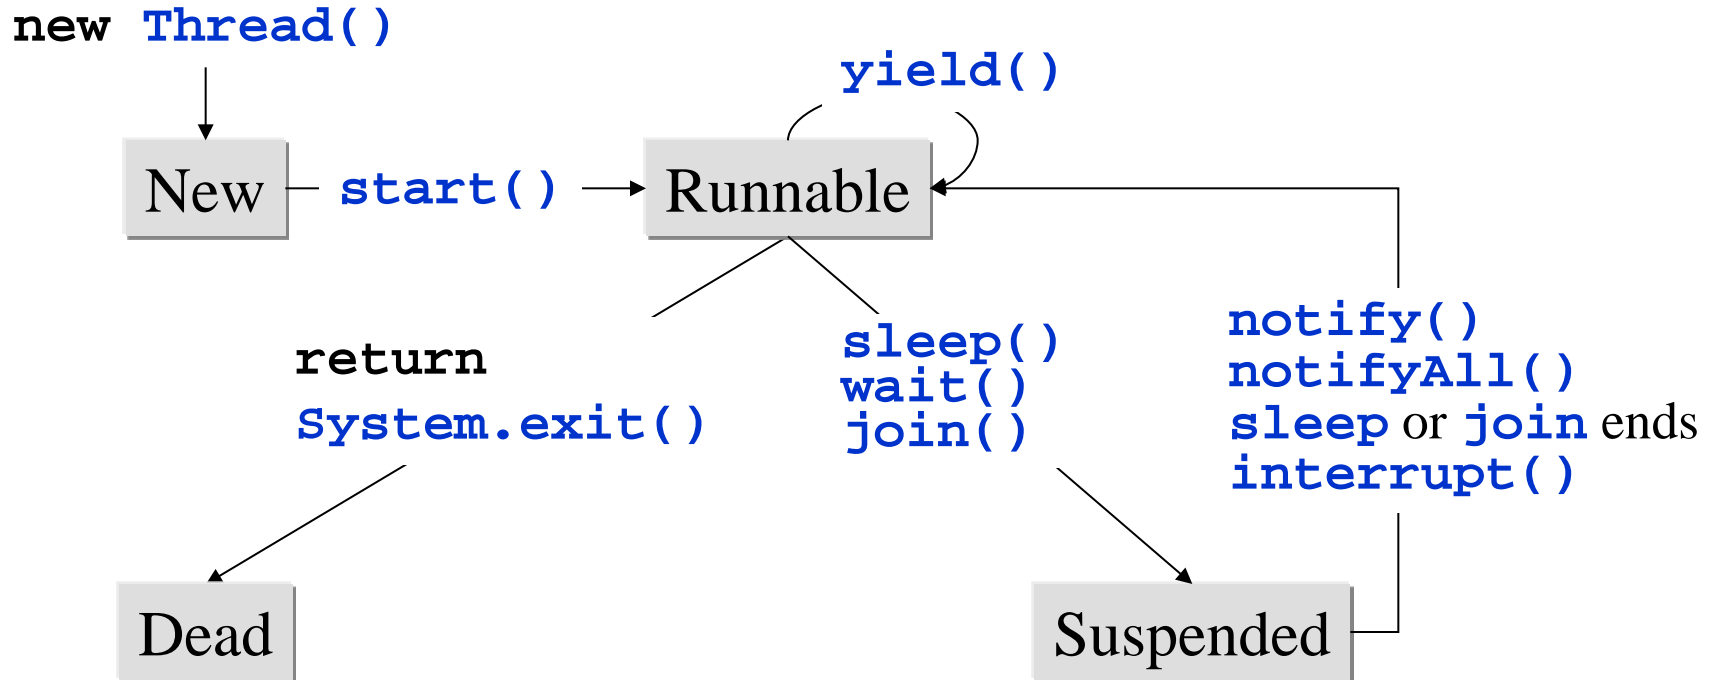 new Thread()
yield()
New
start()
Runnable
return
System.exit()
sleep()
wait()
join()
notify()
notifyAll()
sleep or join ends
interrupt()
Dead
Suspended